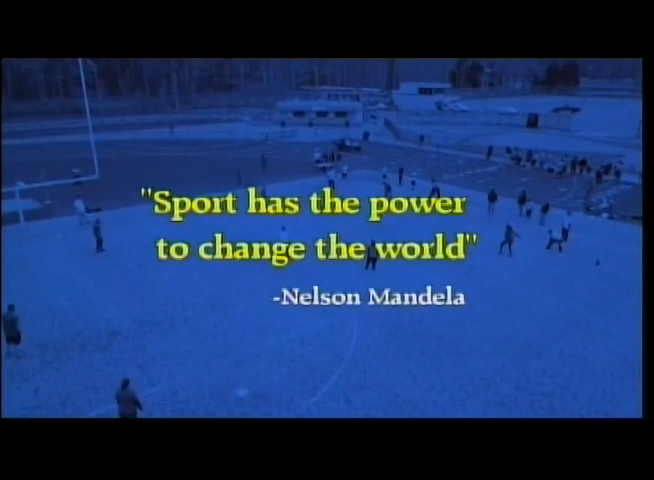 "Sport has the power
to change the world"
-Nelson Mandela